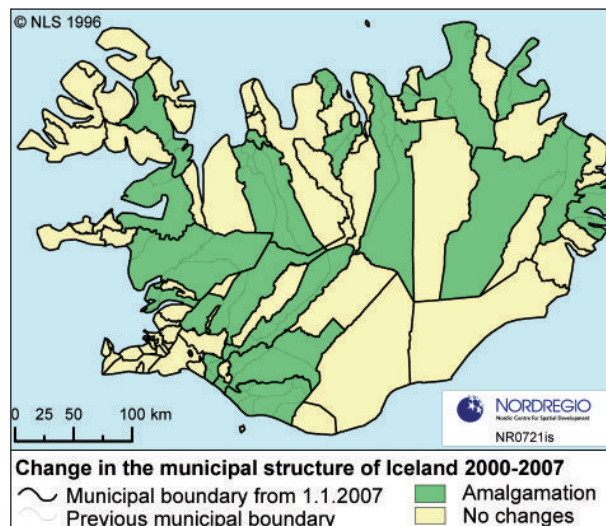 © NLS 1996
0 25 50 100 km
NORDREGIO
Nordic Centre for Spatial Development
NR0721is
Change in the municipal structure of Iceland 2000-2007
Municipal boundary from 1.1.2007
Amalgamation
Previous municipal boundary
No changes